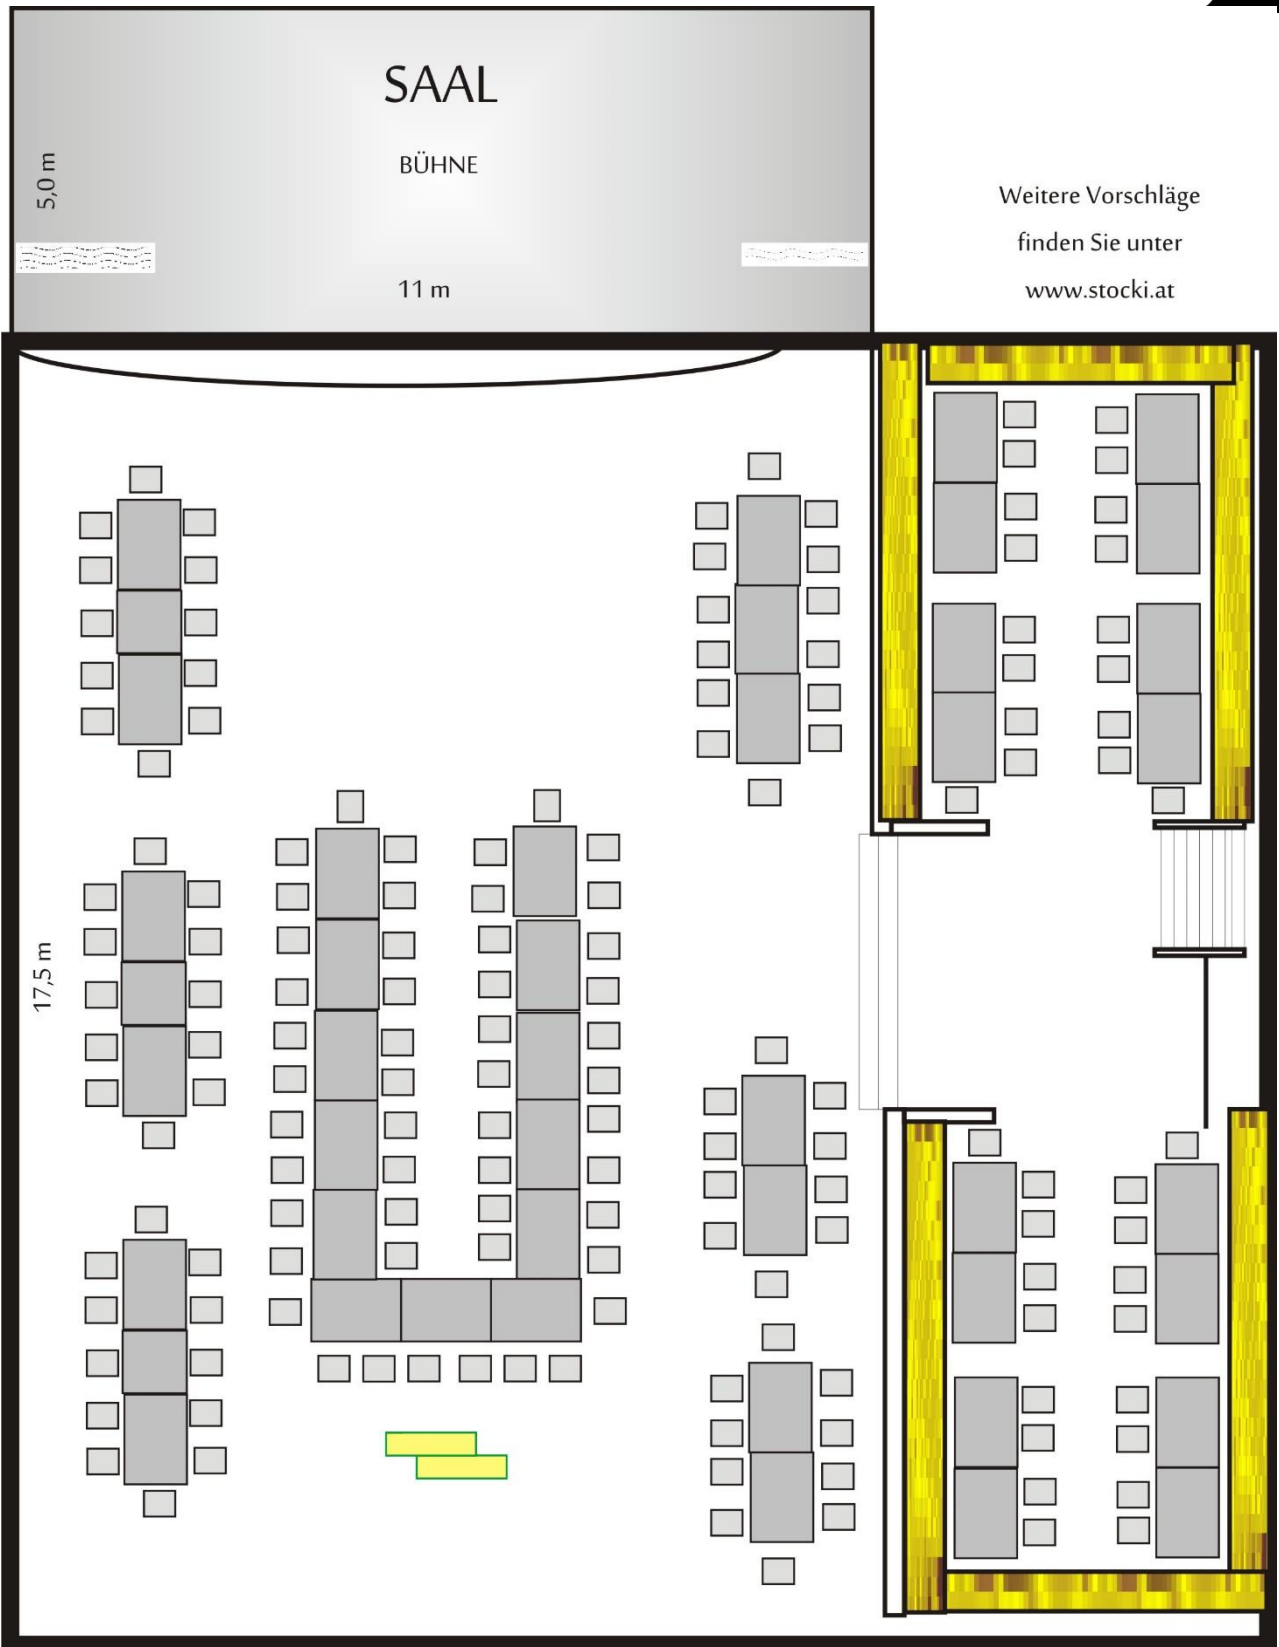 SAAL
BÜHNE
5,0 m
11 m
Weitere Vorschläge
finden Sie unter
www.stocki.at
17,5 m